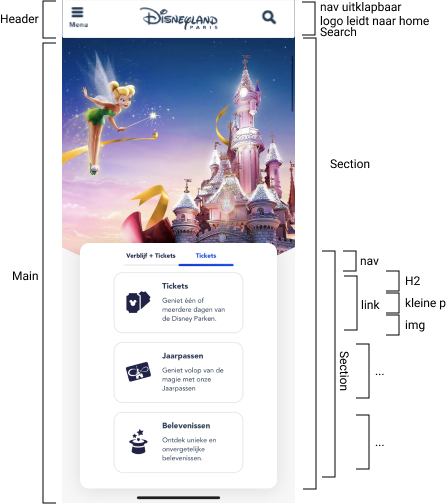 Header
nav uitklapbaar
logo leidt naar home
Search
Menu
Disneyland
PARIS
Section
Main
Verblijf + Tickets
Tickets
nav
Tickets
Geniet één of
meerdere dagen van
de Disney Parken.
link
H2
kleine p
img
Section
Jaarpassen
Geniet volop van de
magie met onze
Jaarpassen
...
Belevenissen
Ontdek unieke en
onvergetelijke
belevenissen.
...